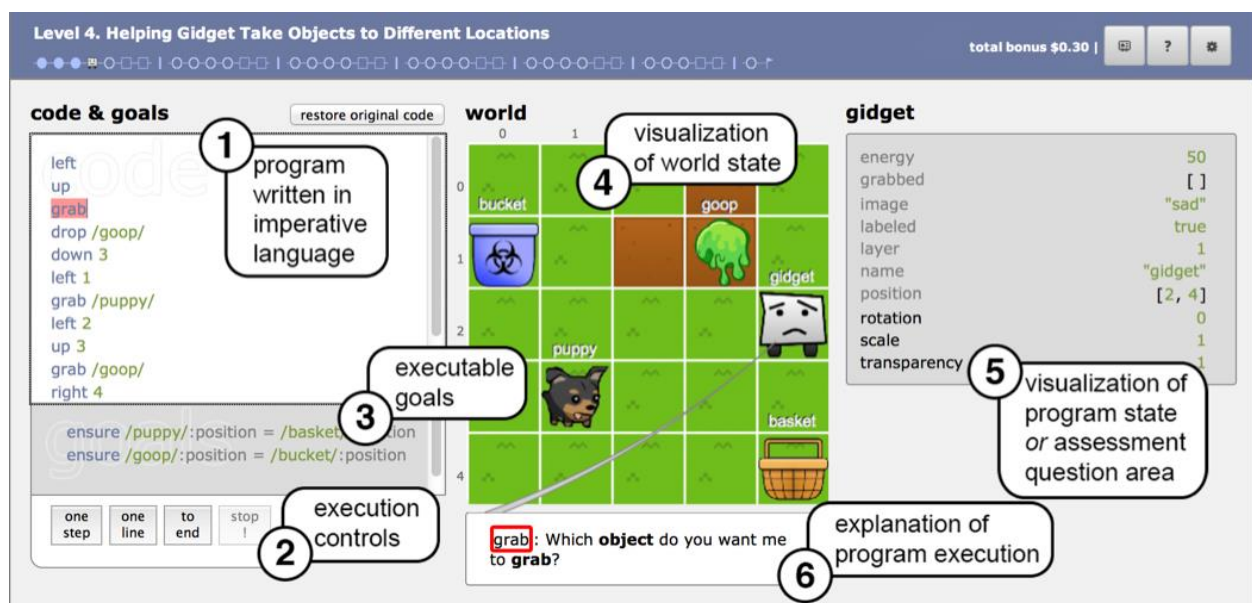 Level 4. Helping Gidget Take Objects to Different Locations
total bonus $0.30 |
?
code & goals
restore original code
world
gidget
code
left
up
grab
drop /goop/
down 3
left 1
grab /puppy/
left 2
up 3
grab /goop/
right 4
1
program
written in
imperative
language
goals
ensure /puppy/:position = /basket/
ensure /goop/:position = /bucket/:position
3
executable
goals
one step
one line
to end
stop !
2
execution
controls
0
1
0
1
2
4
bucket
goop
gidget
puppy
basket
4
visualization
of world state
grab: Which object do you want me
to grab?
6
explanation of
program execution
energy 50
grabbed [ ]
image "sad"
labeled true
layer 1
name "gidget"
position [2, 4]
rotation 0
scale 1
transparency 1
5
visualization of
program state
or assessment
question area